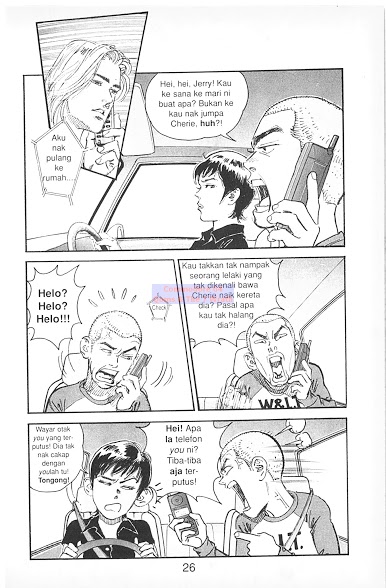 Aku
nak
pulang
ke
rumah...
Hei, hei, Jerry! Kau
ke sana ke mari ni
buat apa? Bukan ke
kau nak jumpa
Cherie, huh?!
Helo?
Helo?
Helo!!!
Check
Kau takkan tak nampak
seorang lelaki yang
tak dikenali bawa
Cherie naik kereta
dia? Pasal apa
kau tak halang
dia?!
W&LT
Wayar otak
you yang ter-
putus! Dia tak
nak cakap
dengan
youlah tu!
Tongong!
Hei! Apa
la telefon
you ni?
Tiba-tiba
aja ter-
putus!
LT.
26